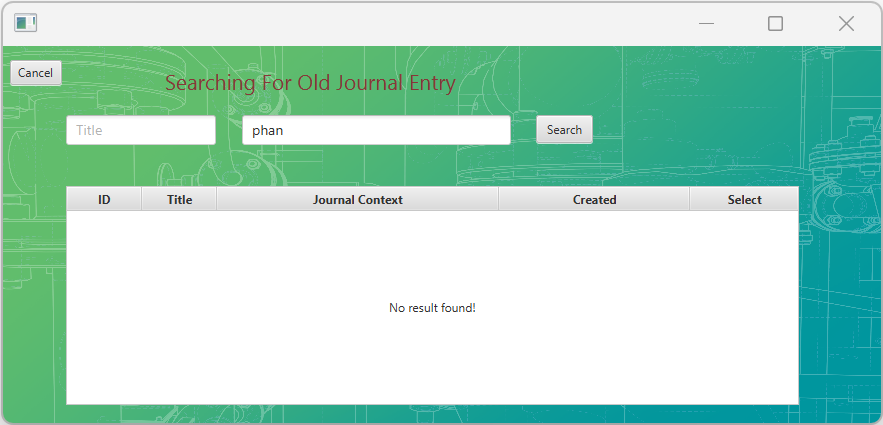 Cancel
Searching For Old Journal Entry
Title
phan
Search
ID Title Journal Context Created Select
No result found!